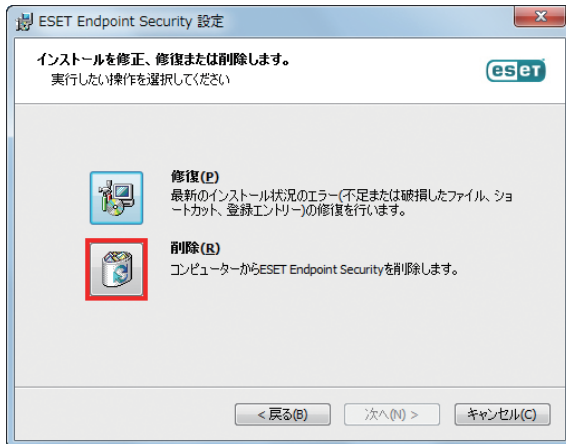 ESET Endpoint Security 設定
インストールを修正、修復または削除します。
実行したい操作を選択してください
eseT
修復(P)
最新のインストール状況のエラー(不足または破損したファイル、ショ
ートカット、登録エントリー)の修復を行います。
削除(R)
コンピューターからESET Endpoint Securityを削除します。
< 戻る(B)
次へ(N) >
キャンセル(C)